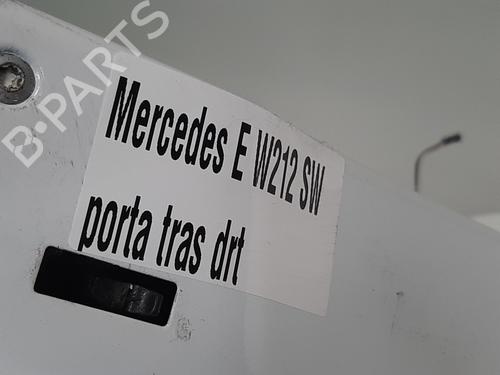 B-PARTS
Mercedes E W212 SW
porta tras drt